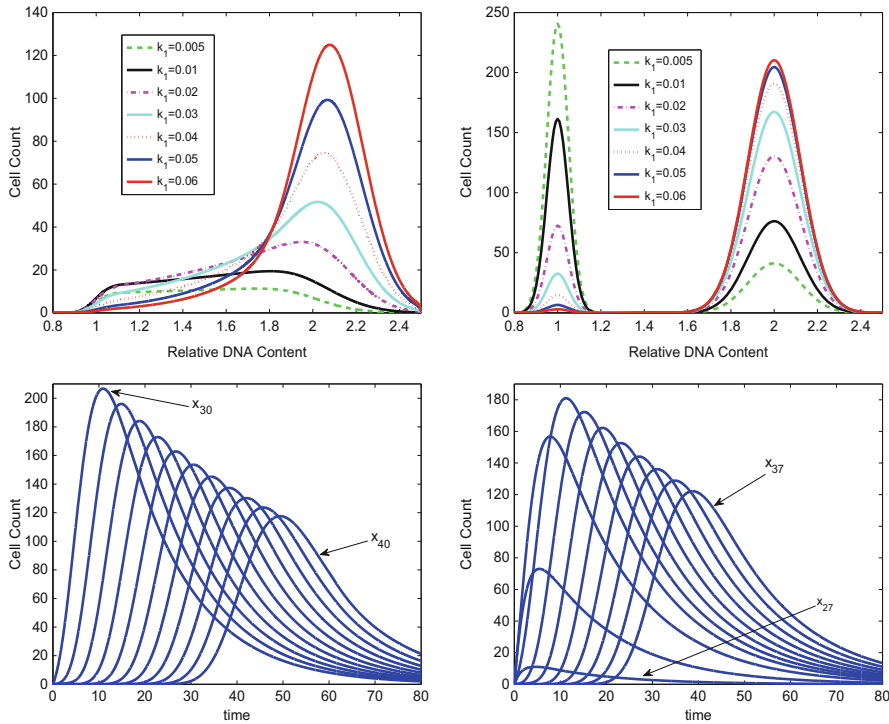 140
120
100
80
60
40
20
0
Cell Count
k1=0.005
k1=0.01
k1=0.02
k1=0.03
k1=0.04
k1=0.05
k1=0.06
0.8 1 1.2 1.4 1.6 1.8 2 2.2 2.4
Relative DNA Content
250
200
150
100
50
0
Cell Count
k1=0.005
k1=0.01
k1=0.02
k1=0.03
k1=0.04
k1=0.05
k1=0.06
0.8 1 1.2 1.4 1.6 1.8 2 2.2 2.4
Relative DNA Content
200
180
160
140
120
100
80
60
40
20
0
Cell Count
x30
x40
0 10 20 30 40 50 60 70 80
time
180
160
140
120
100
80
60
40
20
0
Cell Count
x37
x27
0 10 20 30 40 50 60 70 80
time